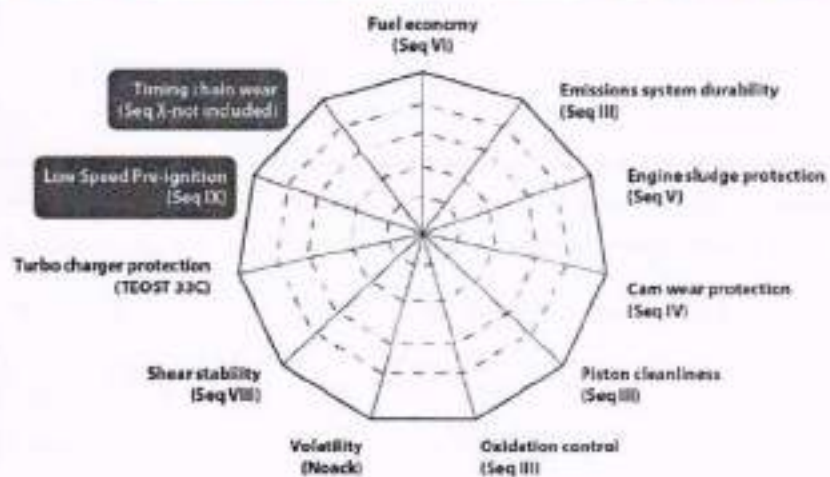 Fuel economy
(Seq VI)
Emissions system durability
(Seq III)
Engine sludge protection
(Seq V)
Cam wear protection
(Seq IV)
Piston cleanliness
(Seq III)
Oxidation control
(Seq III)
Volatility
(Noack)
Shear stability
(Seq VIII)
Turbo charger protection
(TEOST 33C)
Low Speed Pre-ignition
(Seq IX)
Timing chain wear
(Seq X-not included)